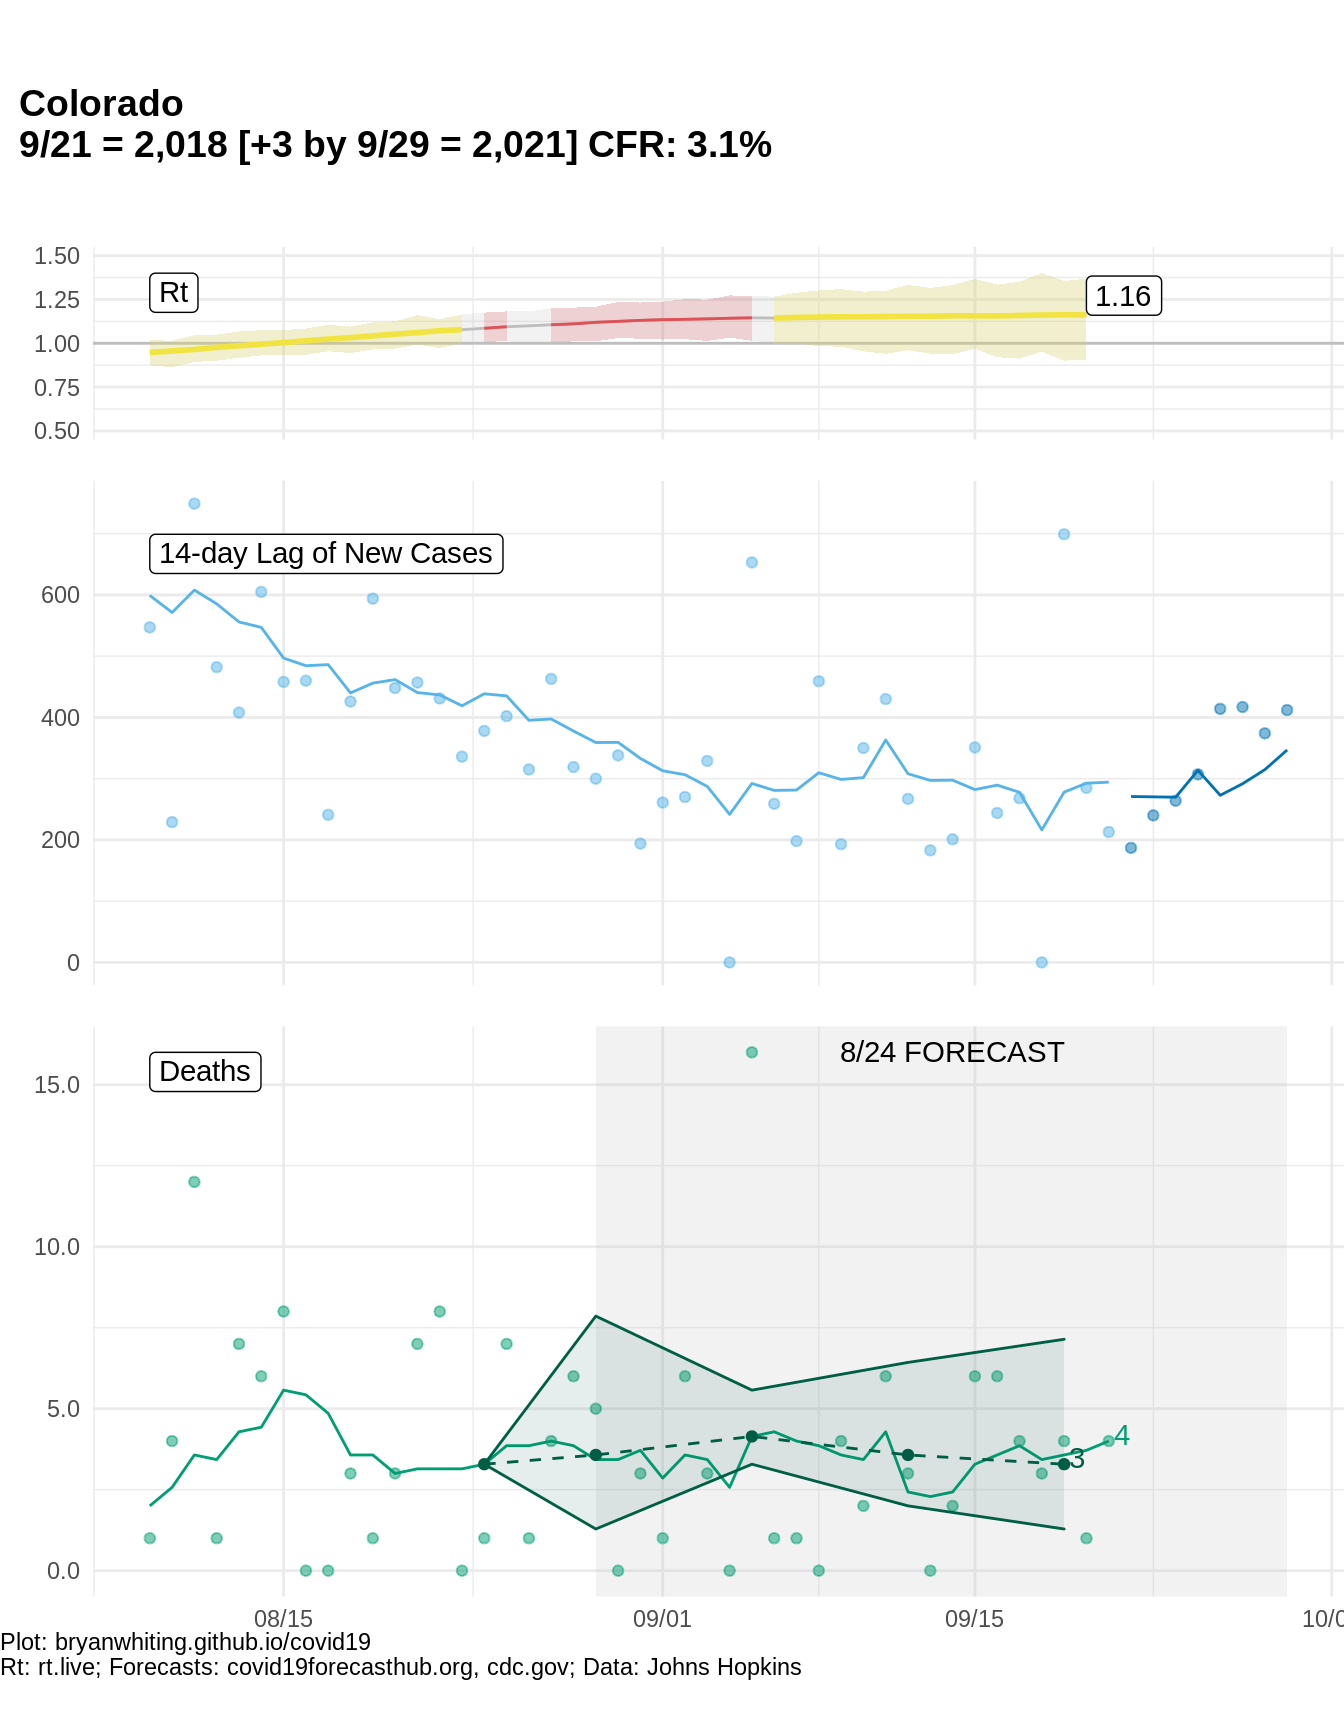 Colorado
9/21 = 2,018 [+3 by 9/29 = 2,021] CFR: 3.1%
1.50
1.25
1.00
0.75
0.50
Rt
1.16
14-day Lag of New Cases
600
400
200
0
8/24 FORECAST
Deaths
15.0
10.0
5.0
0.0
4
3
08/15
09/01
09/15
10/0
Plot: bryanwhiting.github.io/covid19
Rt: rt.live; Forecasts: covid19forecasthub.org, cdc.gov; Data: Johns Hopkins